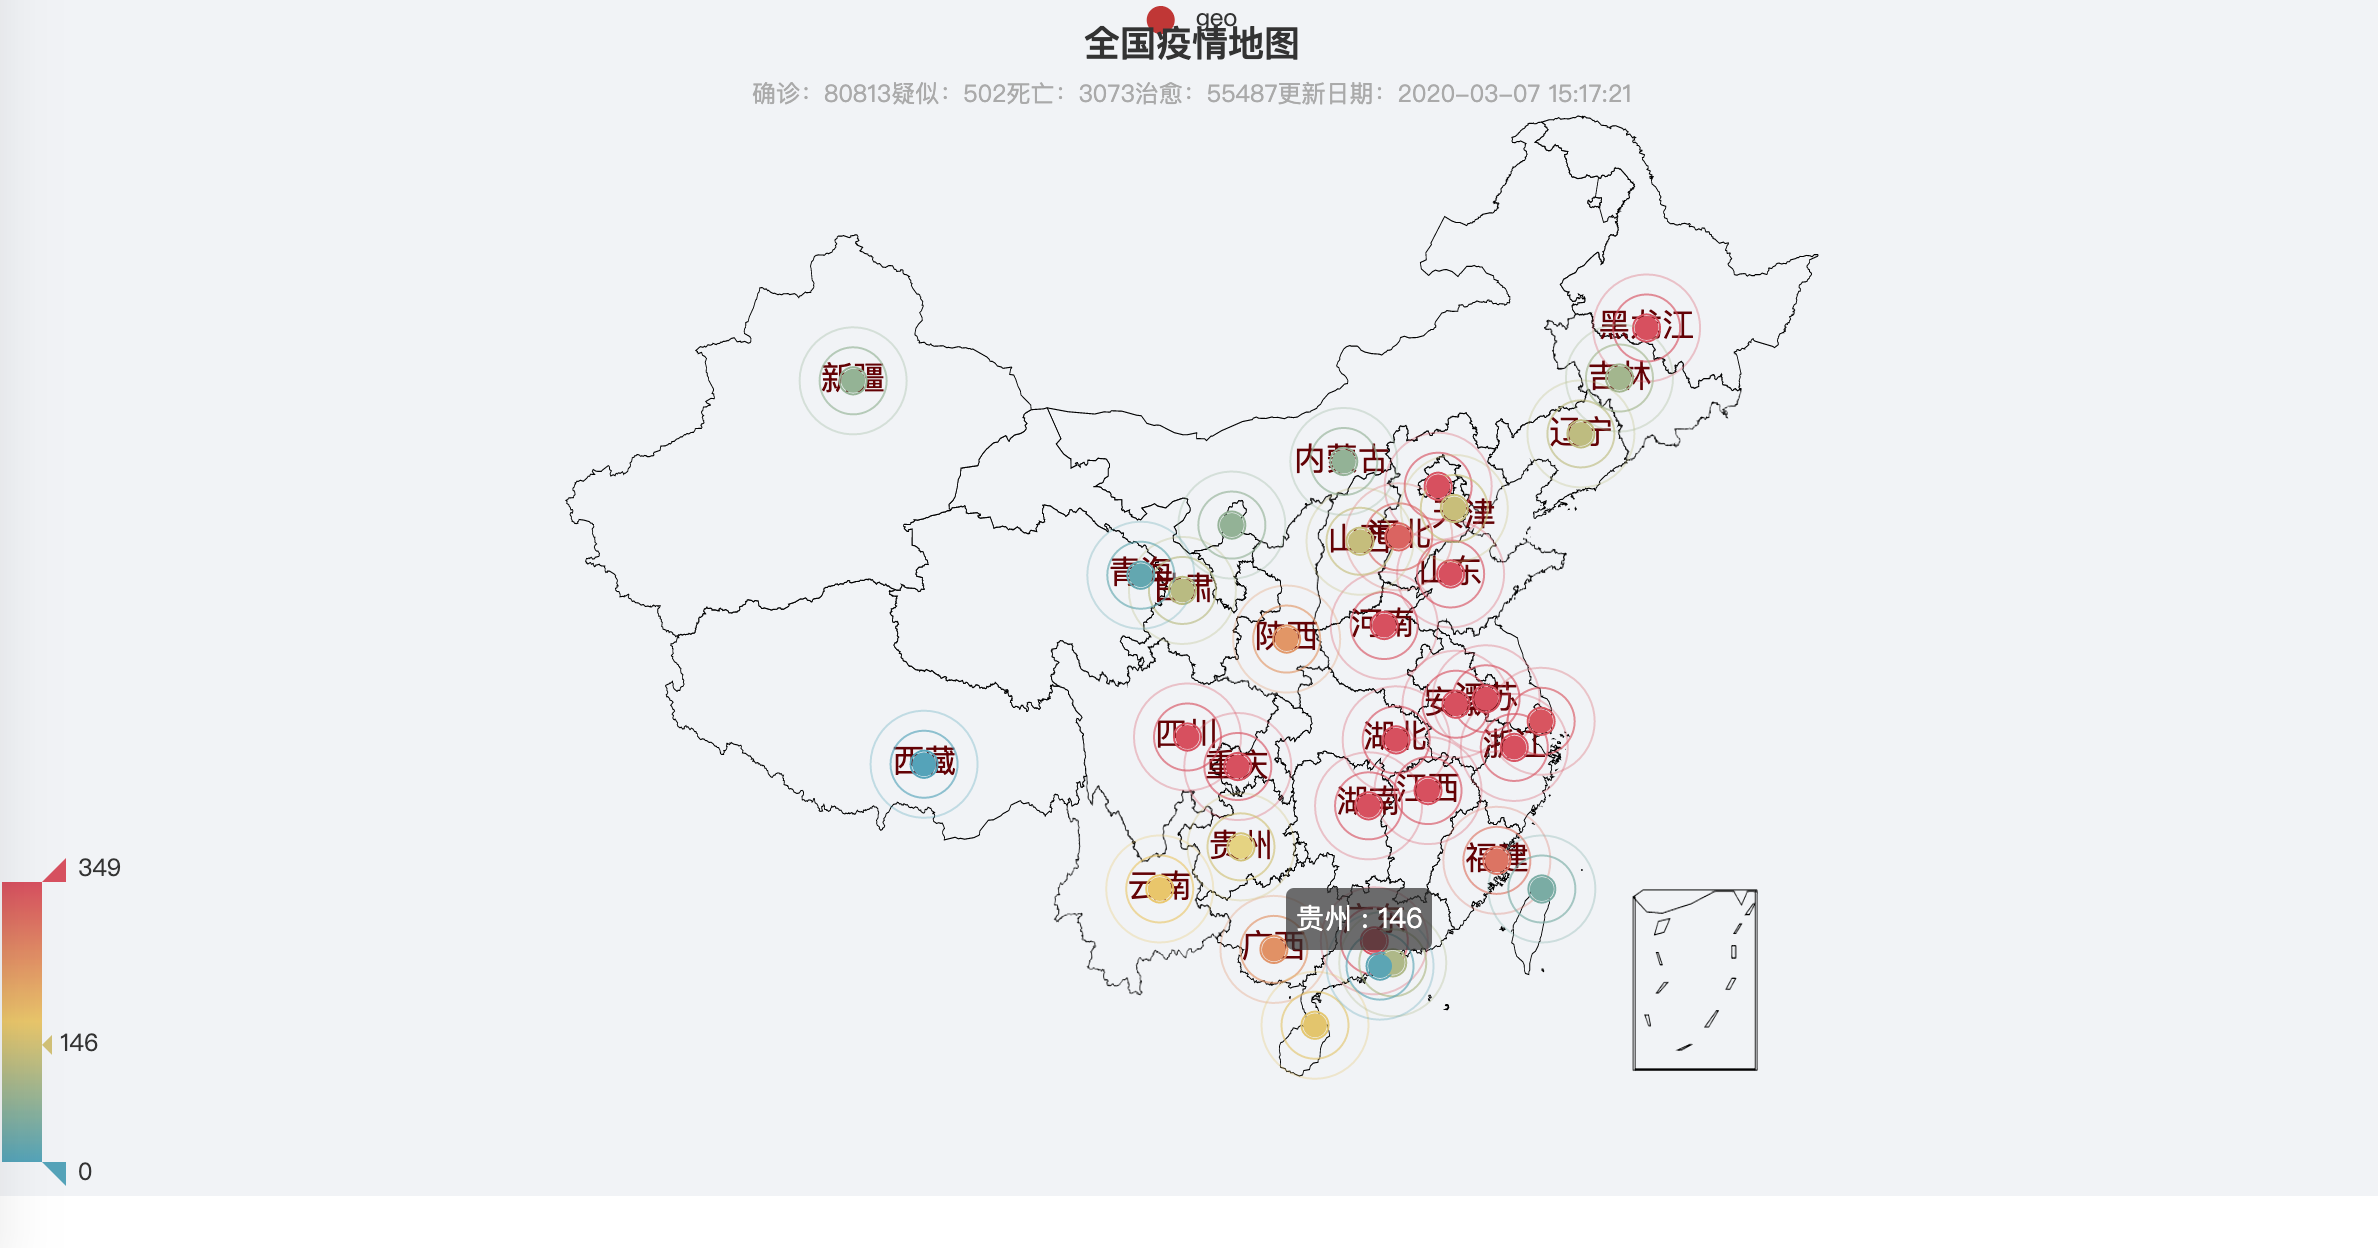 geo
全国疫情地图
确诊：80813疑似：502死亡：3073治愈：55487更新日期：2020-03-07 15:17:21
黑龙江
新疆
吉林
辽宁
内蒙古
天津
山西
河北
青海
甘肃
山东
陕西
河南
安徽
江苏
四川
湖北
浙江
西藏
重庆
湖南
江西
贵州
福建
349
云南
贵州：146
广西
146
0